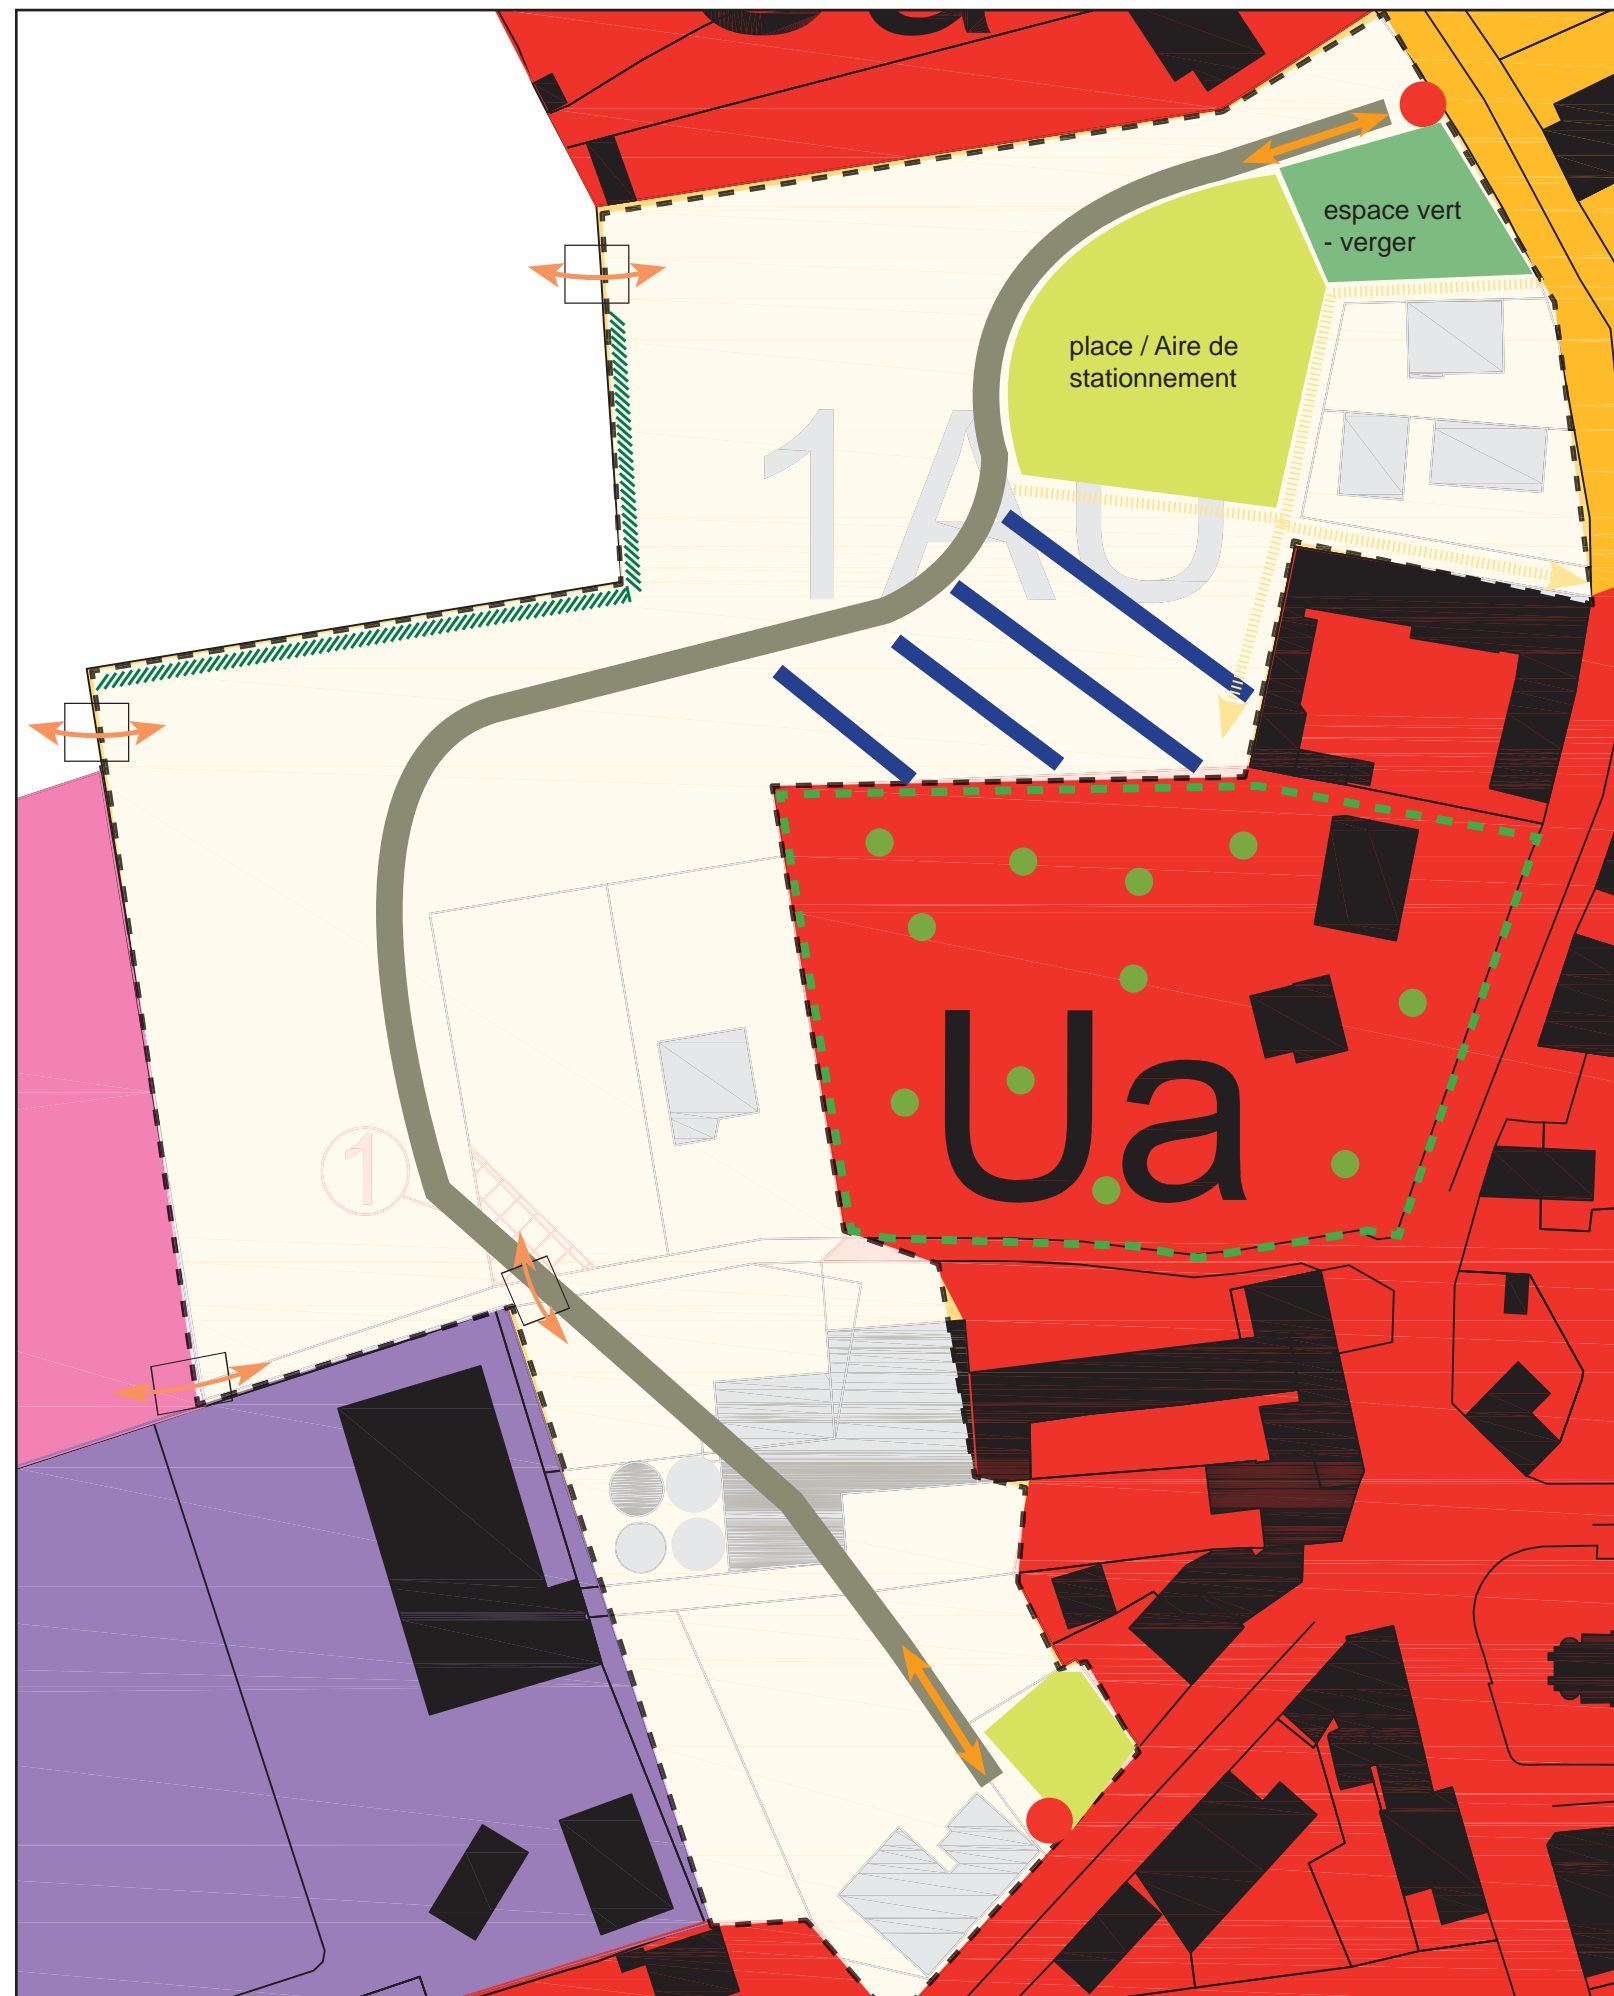 espace vert
- verger
place / Aire de
stationnement
1AU
Ua
1